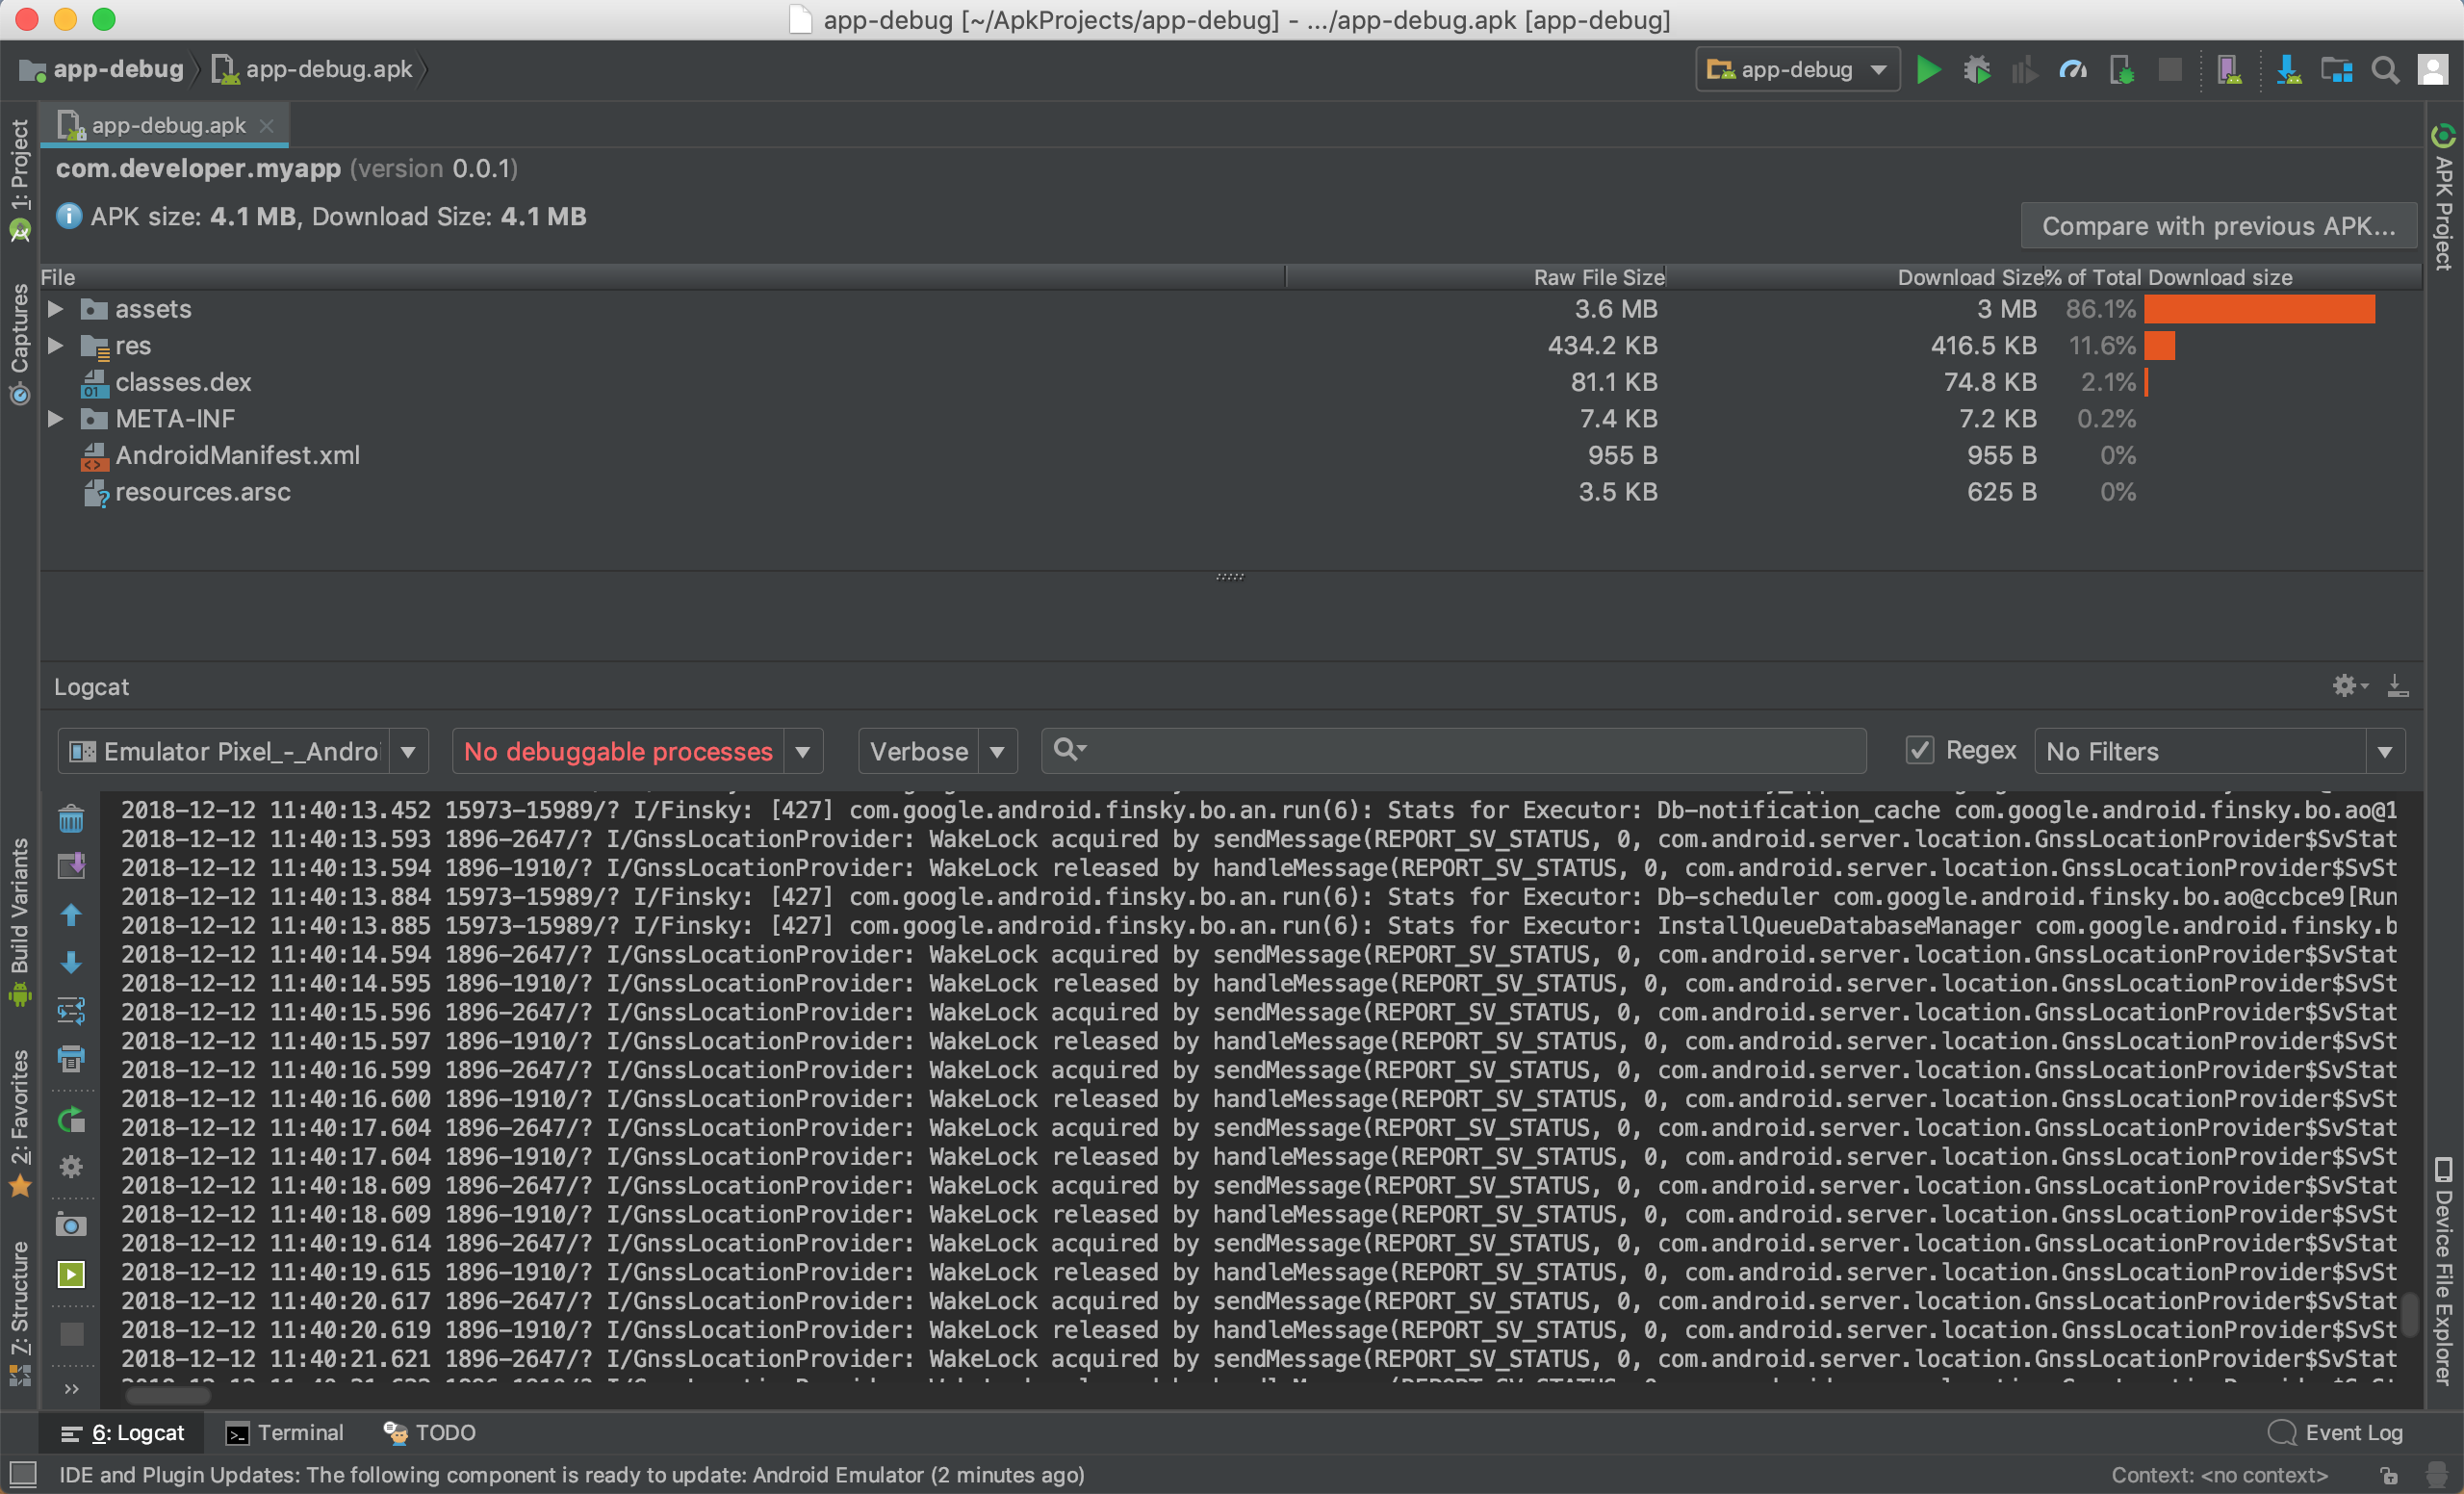 app-debug [~/ApkProjects/app-debug] - .../app-debug.apk [app-debug]
app-debug app-debug.apk app-debug
app-debug.apk
com.developer.myapp (version 0.0.1)
APK size: 4.1 MB, Download Size: 4.1 MB
Compare with previous APK...
File Raw File Size Download Size % of Total Download size
assets 3.6 MB 3 MB 86.1%
res 434.2 KB 416.5 KB 11.6%
classes.dex 81.1 KB 74.8 KB 2.1%
META-INF 7.4 KB 7.2 KB 0.2%
AndroidManifest.xml 955 B 955 B 0%
resources.arsc 3.5 KB 625 B 0%
1: Project
Captures
Build Variants
2: Favorites
7: Structure
APK Project
Device File Explorer
Logcat
Emulator Pixel_-_Androi No debuggable processes Verbose Regex No Filters
2018-12-12 11:40:13.452 15973-15989/? I/Finsky: [427] com.google.android.finsky.bo.an.run(6): Stats for Executor: Db-notification_cache com.google.android.finsky.bo.ao@1
2018-12-12 11:40:13.593 1896-2647/? I/GnssLocationProvider: WakeLock acquired by sendMessage(REPORT_SV_STATUS, 0, com.android.server.location.GnssLocationProvider$SvStat
2018-12-12 11:40:13.594 1896-1910/? I/GnssLocationProvider: WakeLock released by handleMessage(REPORT_SV_STATUS, 0, com.android.server.location.GnssLocationProvider$SvSt
2018-12-12 11:40:13.884 15973-15989/? I/Finsky: [427] com.google.android.finsky.bo.an.run(6): Stats for Executor: Db-scheduler com.google.android.finsky.bo.ao@ccbce9[Run
2018-12-12 11:40:13.885 15973-15989/? I/Finsky: [427] com.google.android.finsky.bo.an.run(6): Stats for Executor: InstallQueueDatabaseManager com.google.android.finsky.b
2018-12-12 11:40:14.594 1896-2647/? I/GnssLocationProvider: WakeLock acquired by sendMessage(REPORT_SV_STATUS, 0, com.android.server.location.GnssLocationProvider$SvStat
2018-12-12 11:40:14.595 1896-1910/? I/GnssLocationProvider: WakeLock released by handleMessage(REPORT_SV_STATUS, 0, com.android.server.location.GnssLocationProvider$SvSt
2018-12-12 11:40:15.596 1896-2647/? I/GnssLocationProvider: WakeLock acquired by sendMessage(REPORT_SV_STATUS, 0, com.android.server.location.GnssLocationProvider$SvStat
2018-12-12 11:40:15.597 1896-1910/? I/GnssLocationProvider: WakeLock released by handleMessage(REPORT_SV_STATUS, 0, com.android.server.location.GnssLocationProvider$SvSt
2018-12-12 11:40:16.599 1896-2647/? I/GnssLocationProvider: WakeLock acquired by sendMessage(REPORT_SV_STATUS, 0, com.android.server.location.GnssLocationProvider$SvStat
2018-12-12 11:40:16.600 1896-1910/? I/GnssLocationProvider: WakeLock released by handleMessage(REPORT_SV_STATUS, 0, com.android.server.location.GnssLocationProvider$SvSt
2018-12-12 11:40:17.604 1896-2647/? I/GnssLocationProvider: WakeLock acquired by sendMessage(REPORT_SV_STATUS, 0, com.android.server.location.GnssLocationProvider$SvStat
2018-12-12 11:40:17.604 1896-1910/? I/GnssLocationProvider: WakeLock released by handleMessage(REPORT_SV_STATUS, 0, com.android.server.location.GnssLocationProvider$SvSt
2018-12-12 11:40:18.609 1896-2647/? I/GnssLocationProvider: WakeLock acquired by sendMessage(REPORT_SV_STATUS, 0, com.android.server.location.GnssLocationProvider$SvStat
2018-12-12 11:40:18.609 1896-1910/? I/GnssLocationProvider: WakeLock released by handleMessage(REPORT_SV_STATUS, 0, com.android.server.location.GnssLocationProvider$SvSt
2018-12-12 11:40:19.614 1896-2647/? I/GnssLocationProvider: WakeLock acquired by sendMessage(REPORT_SV_STATUS, 0, com.android.server.location.GnssLocationProvider$SvStat
2018-12-12 11:40:19.615 1896-1910/? I/GnssLocationProvider: WakeLock released by handleMessage(REPORT_SV_STATUS, 0, com.android.server.location.GnssLocationProvider$SvSt
2018-12-12 11:40:20.617 1896-2647/? I/GnssLocationProvider: WakeLock acquired by sendMessage(REPORT_SV_STATUS, 0, com.android.server.location.GnssLocationProvider$SvStat
2018-12-12 11:40:20.619 1896-1910/? I/GnssLocationProvider: WakeLock released by handleMessage(REPORT_SV_STATUS, 0, com.android.server.location.GnssLocationProvider$SvSt
2018-12-12 11:40:21.621 1896-2647/? I/GnssLocationProvider: WakeLock acquired by sendMessage(REPORT_SV_STATUS, 0, com.android.server.location.GnssLocationProvider$SvStat
6: Logcat Terminal TODO Event Log
IDE and Plugin Updates: The following component is ready to update: Android Emulator (2 minutes ago) Context: <no context>